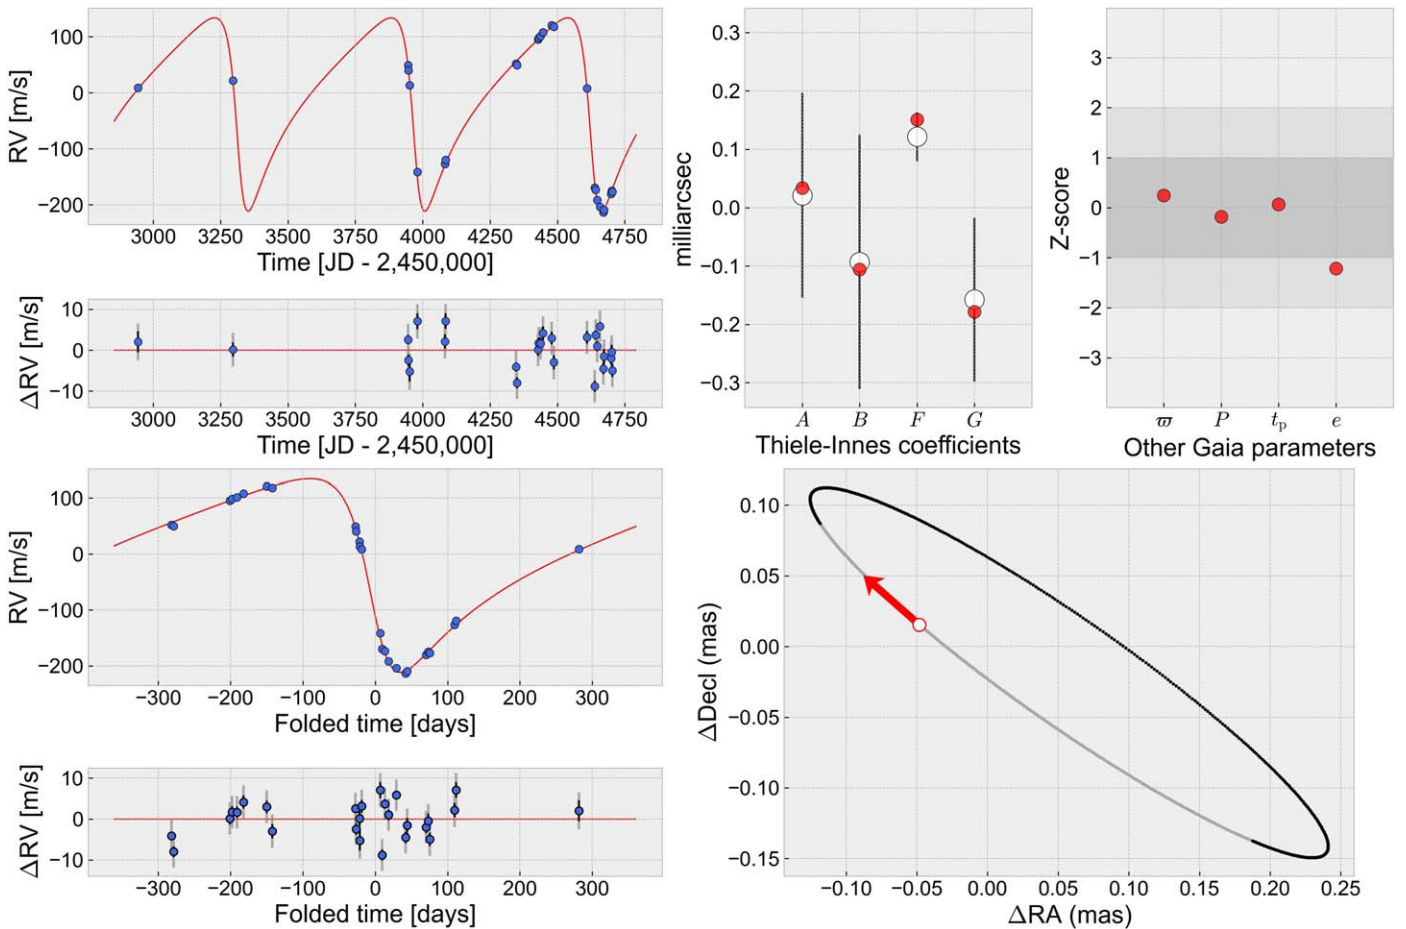 RV [m/s]
100
0
−100
−200
3000 3250 3500 3750 4000 4250 4500 4750
Time [JD - 2,450,000]
ΔRV [m/s]
10
0
−10
3000 3250 3500 3750 4000 4250 4500 4750
Time [JD - 2,450,000]
milliarcsec
0.3
0.2
0.1
0.0
−0.1
−0.2
−0.3
A B F G
Thiele-Innes coefficients
Z-score
3
2
1
0
−1
−2
−3
ϖ P tp e
Other Gaia parameters
RV [m/s]
100
0
−100
−200
−300 −200 −100 0 100 200 300
Folded time [days]
ΔRV [m/s]
10
0
−10
−300 −200 −100 0 100 200 300
Folded time [days]
ΔDecl (mas)
0.10
0.05
0.00
−0.05
−0.10
−0.15
−0.10 −0.05 0.00 0.05 0.10 0.15 0.20 0.25
ΔRA (mas)